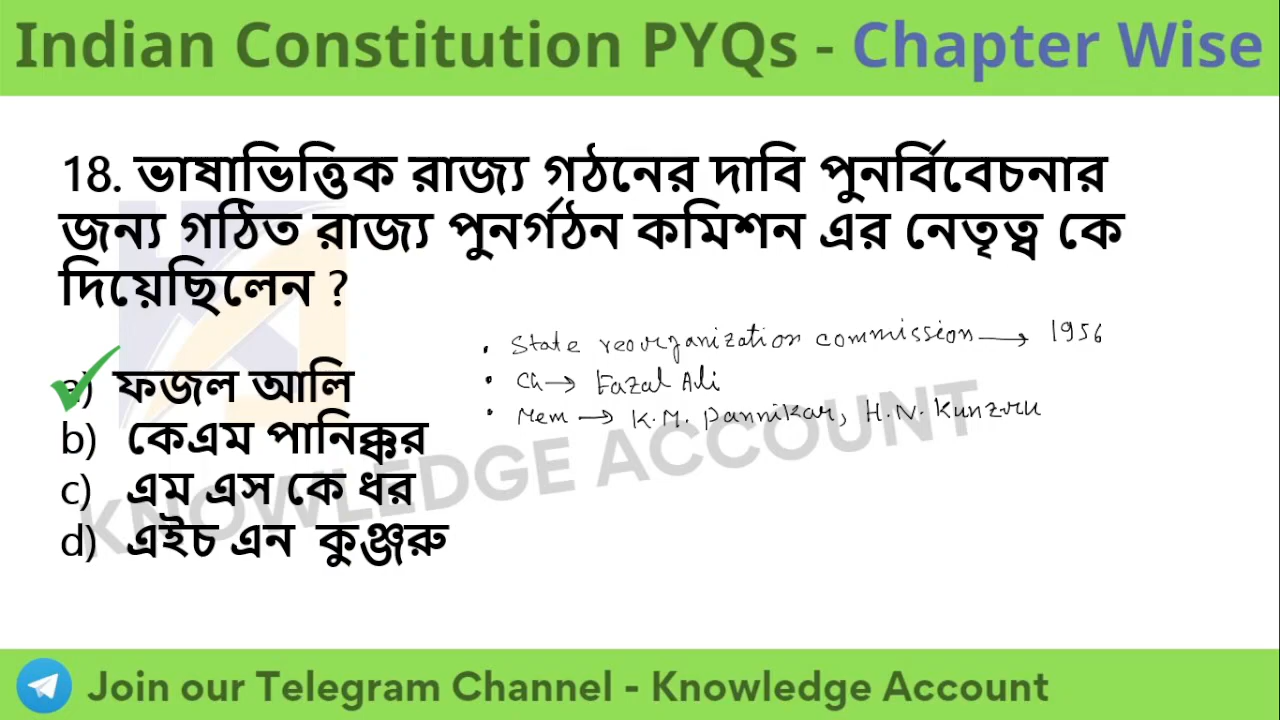 Indian Constitution PYQs - Chapter Wise
18. ভাষাভিত্তিক রাজ্য গঠনের দাবি পুনর্বিবেচনার
জন্য গঠিত রাজ্য পুনর্গঠন কমিশন এর নেতৃত্ব কে
দিয়েছিলেন ?
• State reorganization commission → 1956
• Ch → Fazal Ali
• Mem → K.M. Pannikar, H.N. Kunzru
a) ফজল আলি
b) কেএম পানিক্কর
c) এম এস কে ধর
d) এইচ এন কুঞ্জরু
KNOWLEDGE ACCOUNT
Join our Telegram Channel - Knowledge Account